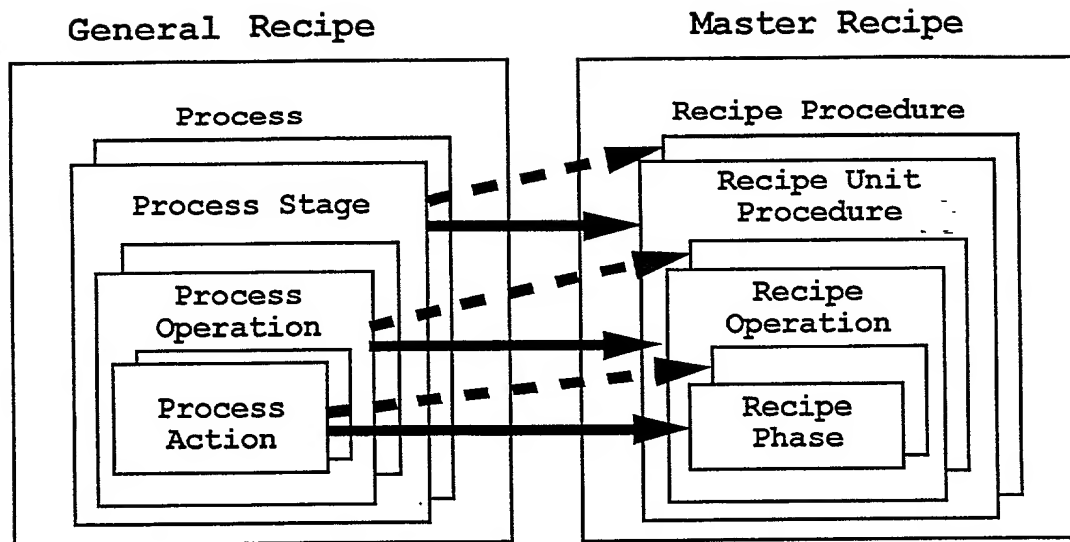 General Recipe
Master Recipe
Process
Recipe Procedure
Process Stage
Recipe Unit
Procedure
Process
Operation
Recipe
Operation
Process
Action
Recipe
Phase